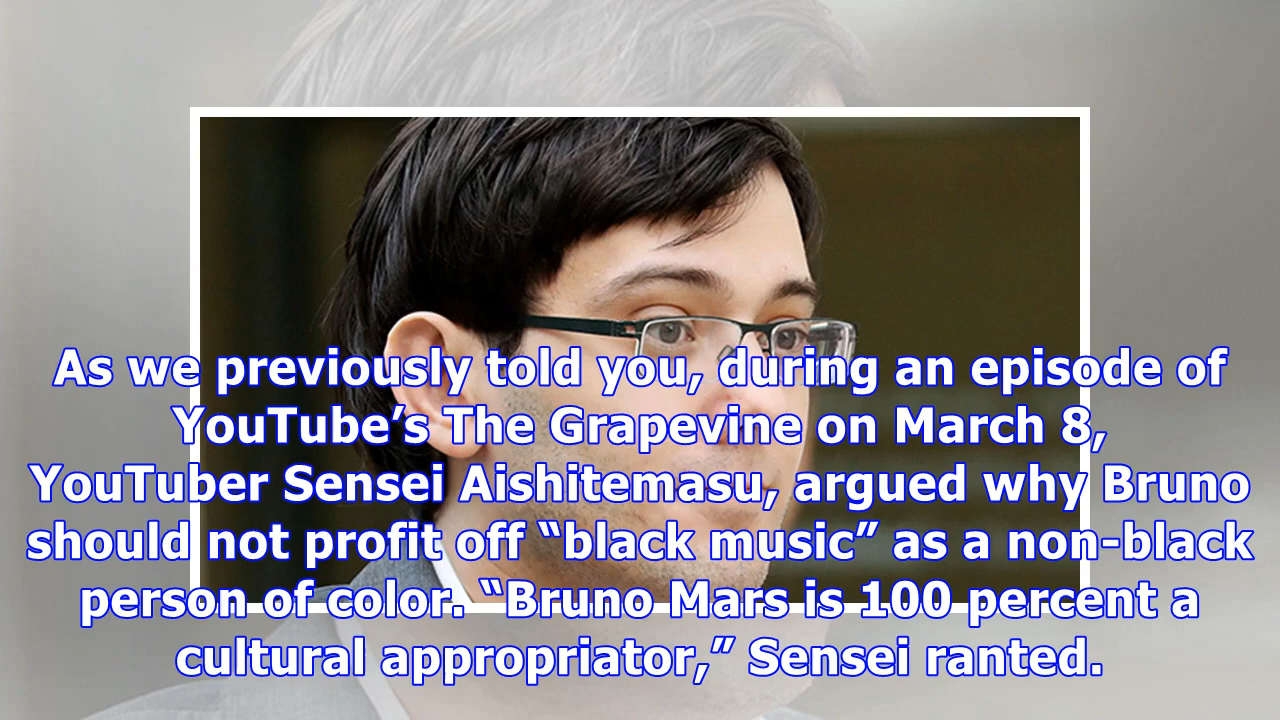 As we previously told you, during an episode of
YouTube’s The Grapevine on March 8,
YouTuber Sensei Aishitemasu, argued why Bruno
should not profit off “black music” as a non-black
person of color. “Bruno Mars is 100 percent a
cultural appropriator,” Sensei ranted.